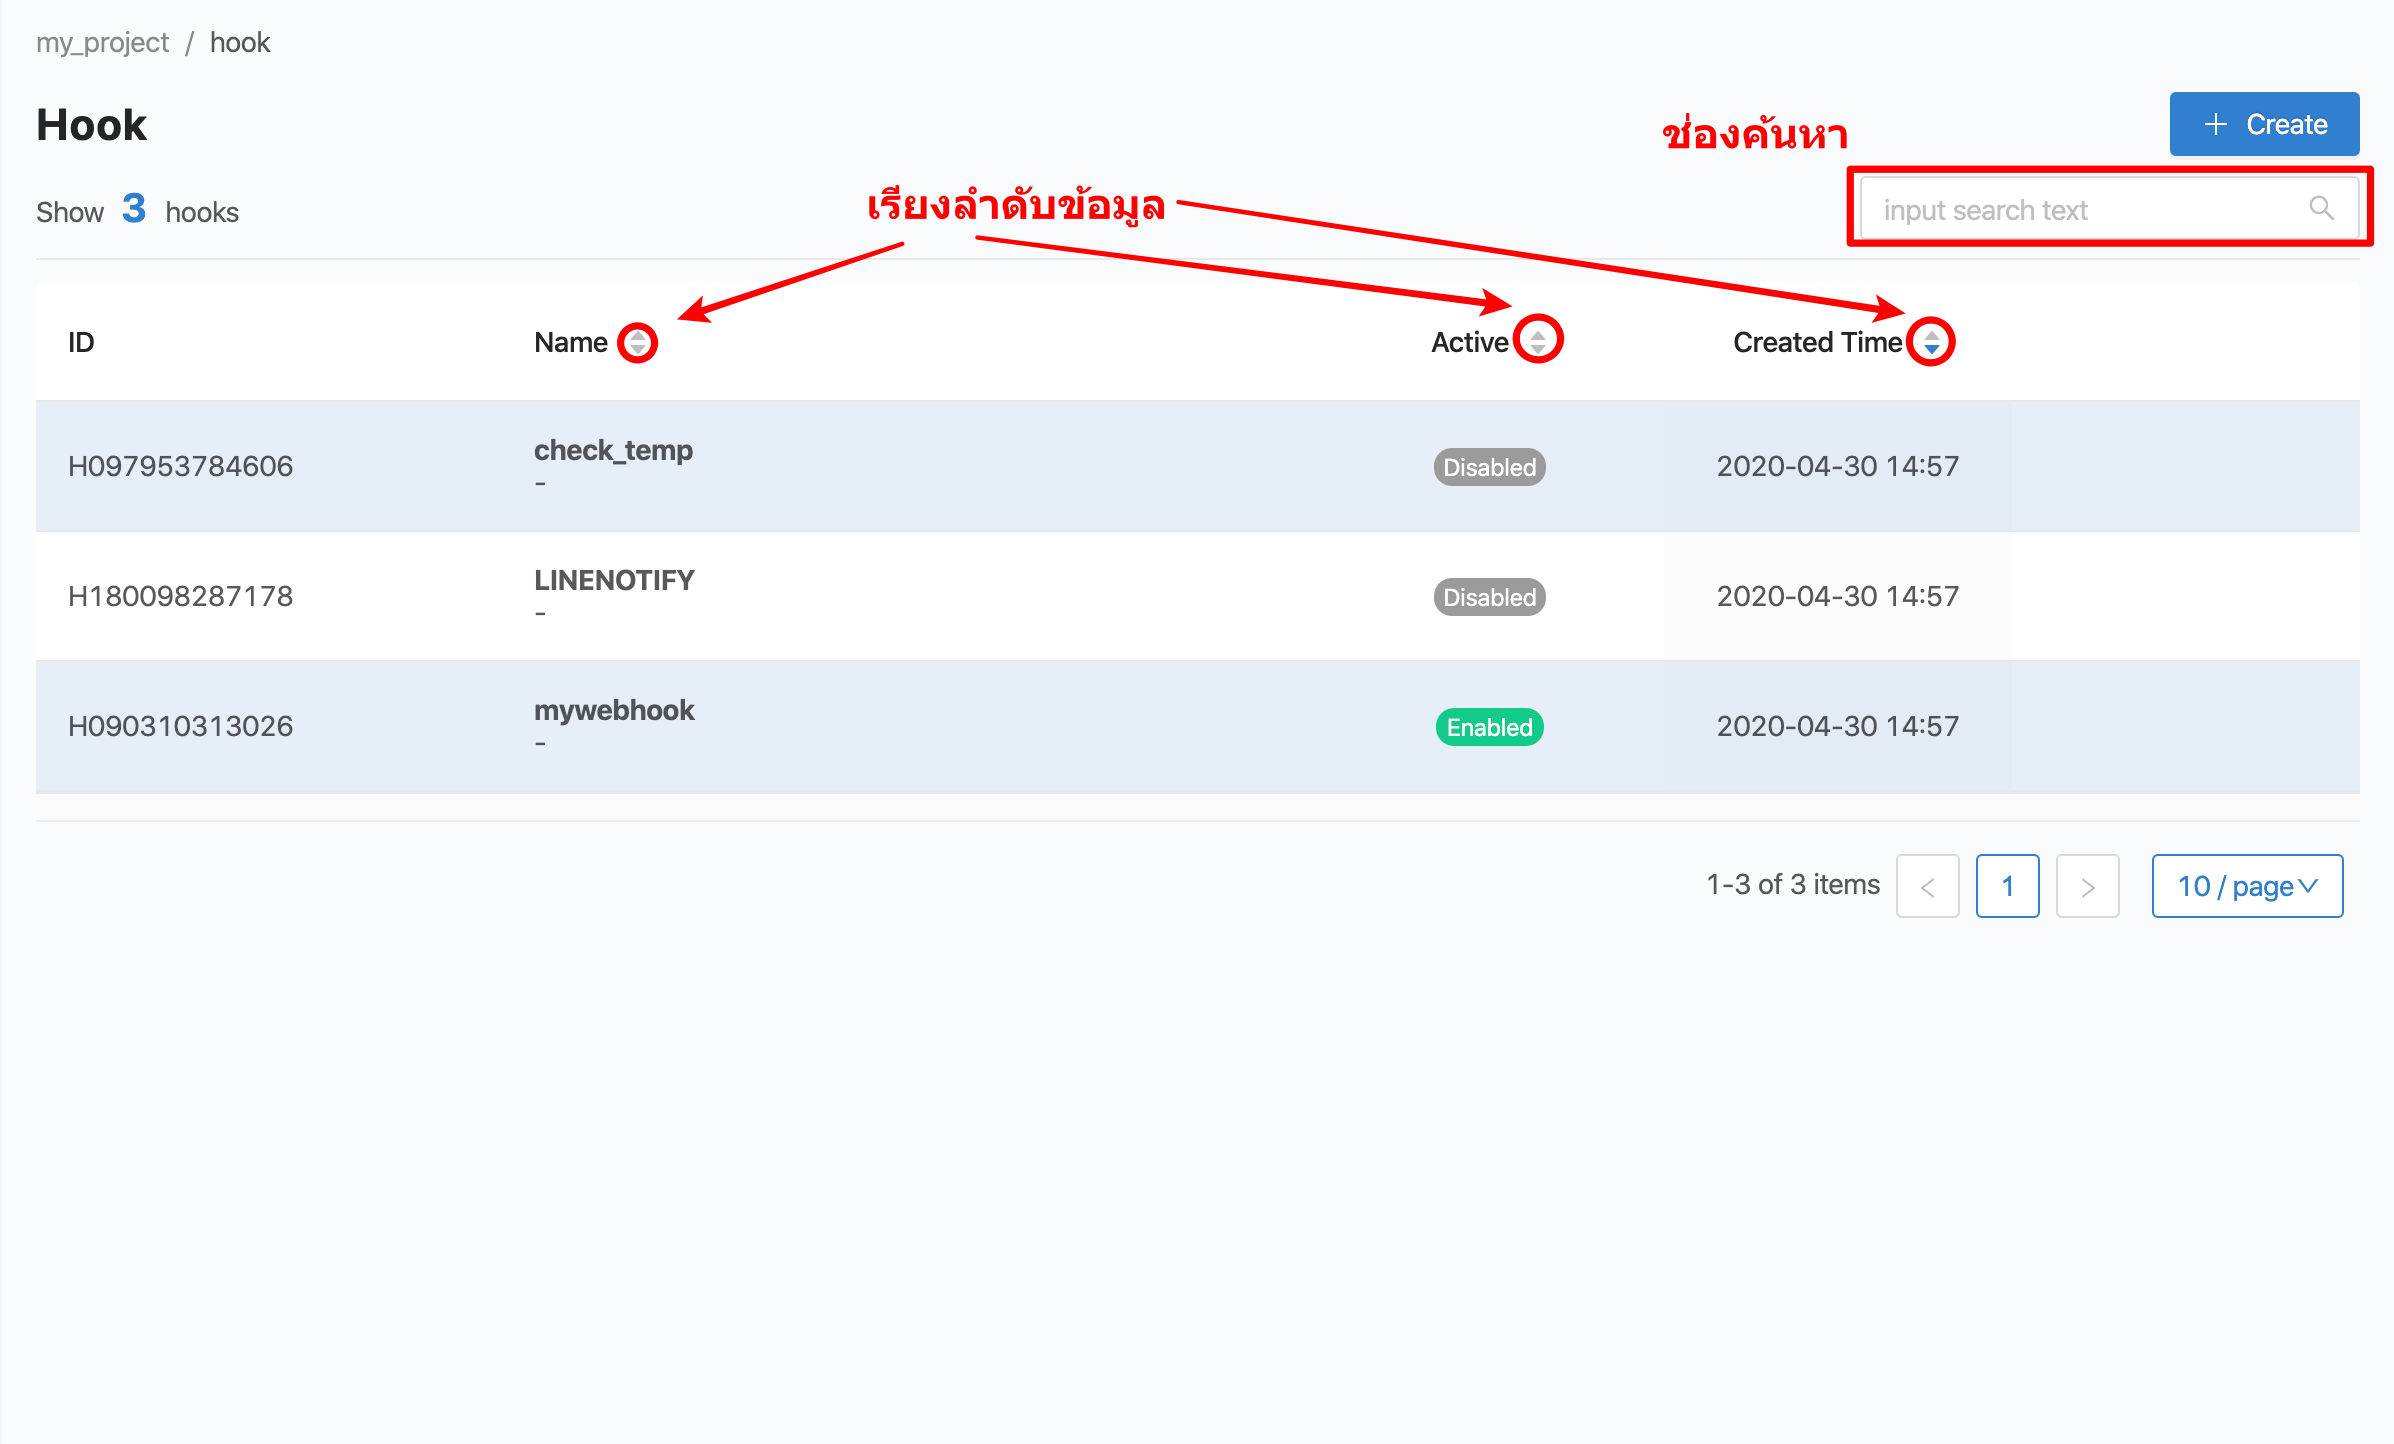 my_project / hook
Hook
ช่องค้นหา
+ Create
Show 3 hooks
เรียงลำดับข้อมูล
input search text
ID Name Active Created Time
H097953784606 check_temp Disabled 2020-04-30 14:57
-
H180098287178 LINENOTIFY Disabled 2020-04-30 14:57
-
H090310313026 mywebhook Enabled 2020-04-30 14:57
-
1-3 of 3 items < 1 > 10 / page